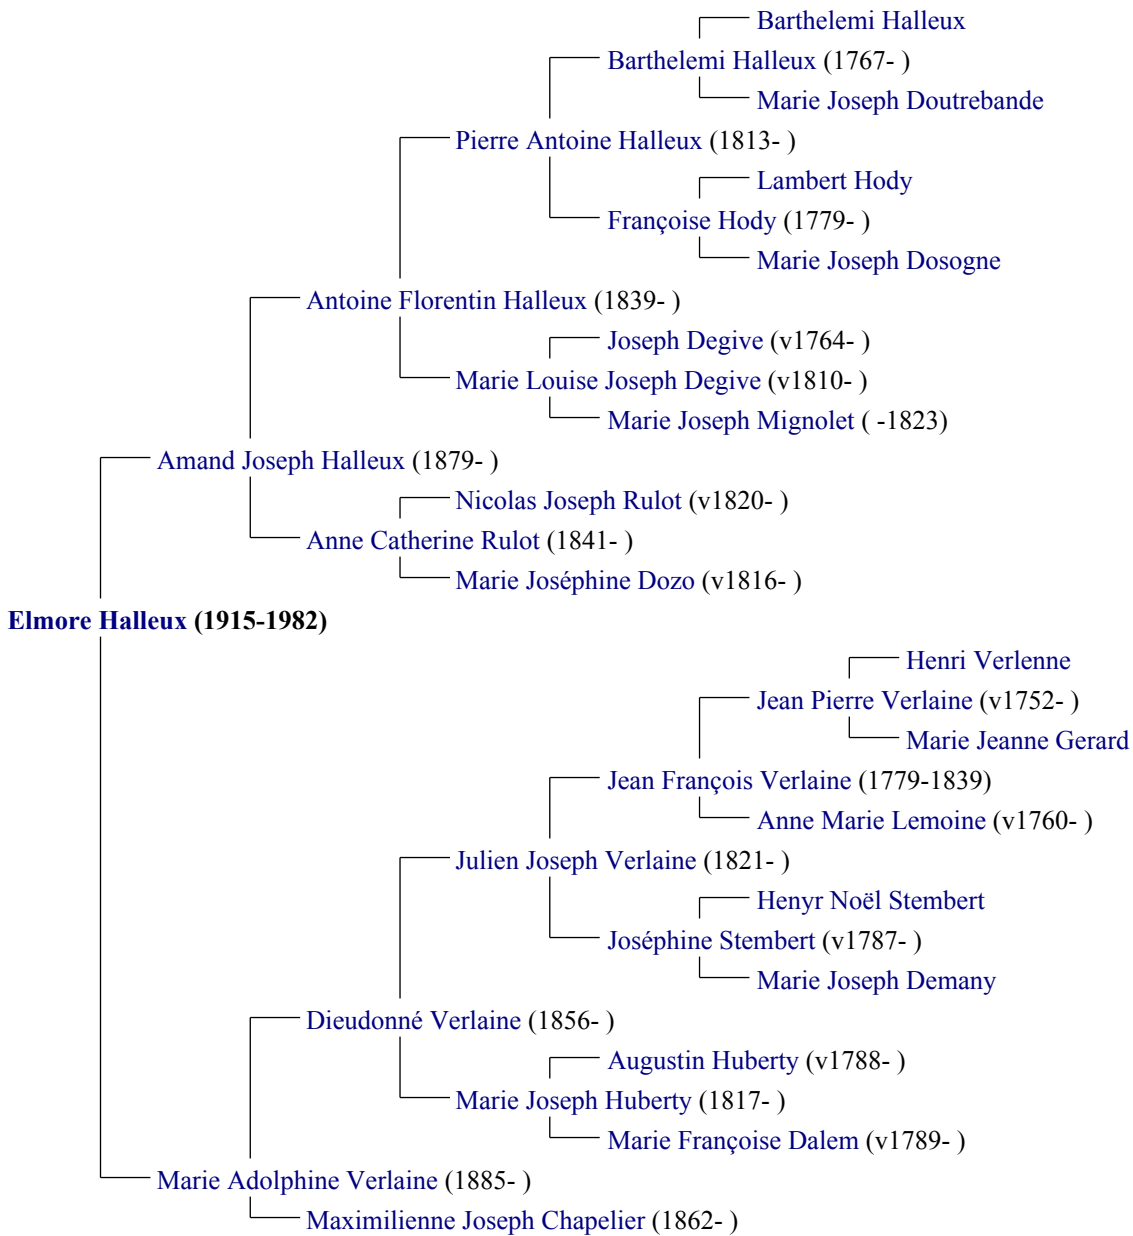 Barthelemi Halleux
Barthelemi Halleux (1767- )
Marie Joseph Doutrebande
Pierre Antoine Halleux (1813- )
Lambert Hody
Françoise Hody (1779- )
Marie Joseph Dosogne
Antoine Florentin Halleux (1839- )
Joseph Degive (v1764- )
Marie Louise Joseph Degive (v1810- )
Marie Joseph Mignolet ( -1823)
Amand Joseph Halleux (1879- )
Nicolas Joseph Rulot (v1820- )
Anne Catherine Rulot (1841- )
Marie Joséphine Dozo (v1816- )
Elmore Halleux (1915-1982)
Henri Verlenne
Jean Pierre Verlaine (v1752- )
Marie Jeanne Gerard
Jean François Verlaine (1779-1839)
Anne Marie Lemoine (v1760- )
Julien Joseph Verlaine (1821- )
Henyr Noël Stembert
Joséphine Stembert (v1787- )
Marie Joseph Demany
Dieudonné Verlaine (1856- )
Augustin Huberty (v1788- )
Marie Joseph Huberty (1817- )
Marie Françoise Dalem (v1789- )
Marie Adolphine Verlaine (1885- )
Maximilienne Joseph Chapelier (1862- )